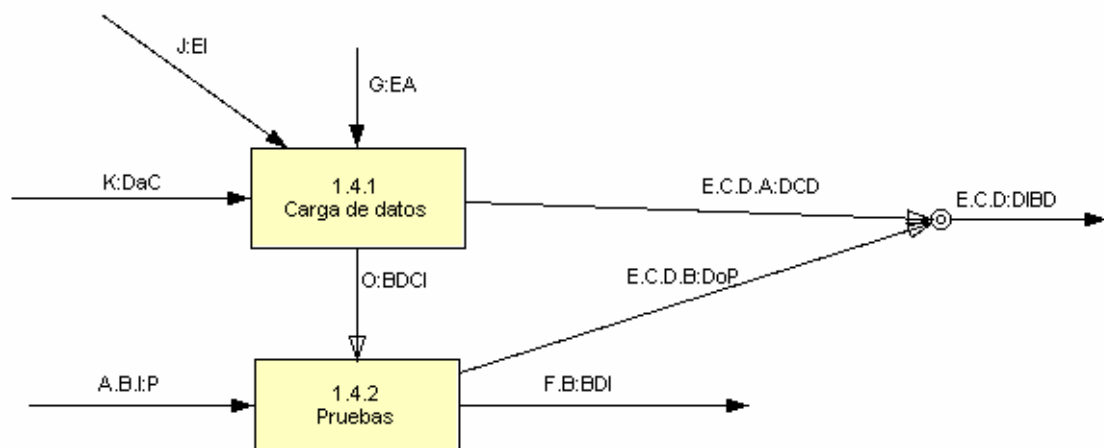 J:EI
G:EA
K:DaC
1.4.1
Carga de datos
E.C.D.A:DCD
E.C.D:DIBD
O:BDCI
E.C.D.B:DoP
A.B.I:P
1.4.2
Pruebas
F.B:BDI